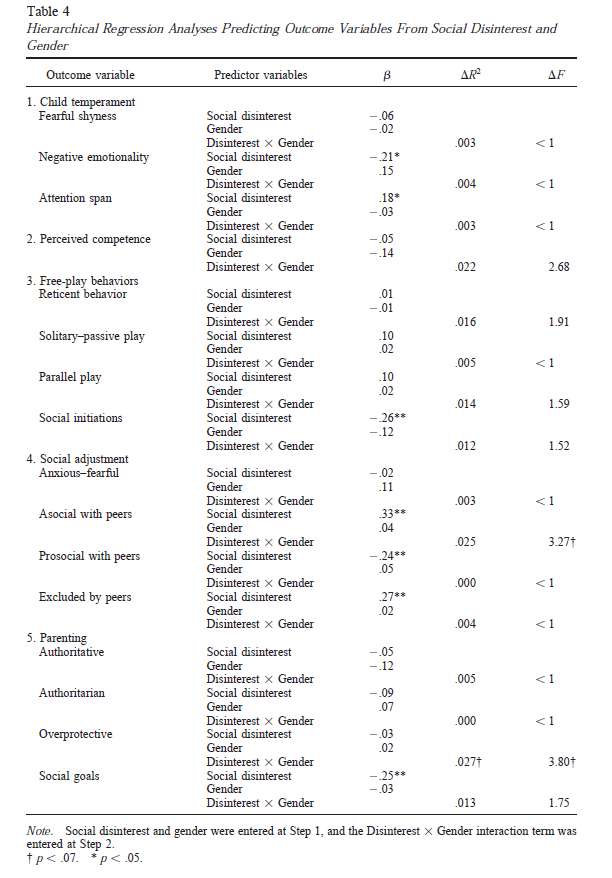 Table 4
Hierarchical Regression Analyses Predicting Outcome Variables From Social Disinterest and
Gender
Outcome variable Predictor variables β ΔR² ΔF
1. Child temperament
Fearful shyness Social disinterest −.06
Gender −.02
Disinterest × Gender .003 < 1
Negative emotionality Social disinterest −.21*
Gender .15
Disinterest × Gender .004 < 1
Attention span Social disinterest .18*
Gender −.03
Disinterest × Gender .003 < 1
2. Perceived competence Social disinterest −.05
Gender −.14
Disinterest × Gender .022 2.68
3. Free-play behaviors
Reticent behavior Social disinterest .01
Gender −.01
Disinterest × Gender .016 1.91
Solitary–passive play Social disinterest .10
Gender .02
Disinterest × Gender .005 < 1
Parallel play Social disinterest .10
Gender .02
Disinterest × Gender .014 1.59
Social initiations Social disinterest −.26**
Gender −.12
Disinterest × Gender .012 1.52
4. Social adjustment
Anxious–fearful Social disinterest −.02
Gender .11
Disinterest × Gender .003 < 1
Asocial with peers Social disinterest .33**
Gender .04
Disinterest × Gender .025 3.27†
Prosocial with peers Social disinterest −.24**
Gender .05
Disinterest × Gender .000 < 1
Excluded by peers Social disinterest .27**
Gender .02
Disinterest × Gender .004 < 1
5. Parenting
Authoritative Social disinterest −.05
Gender −.12
Disinterest × Gender .005 < 1
Authoritarian Social disinterest −.09
Gender .07
Disinterest × Gender .000 < 1
Overprotective Social disinterest −.03
Gender .02
Disinterest × Gender .027† 3.80†
Social goals Social disinterest −.25**
Gender −.03
Disinterest × Gender .013 1.75
Note. Social disinterest and gender were entered at Step 1, and the Disinterest × Gender interaction term was
entered at Step 2.
† p < .07. * p < .05.